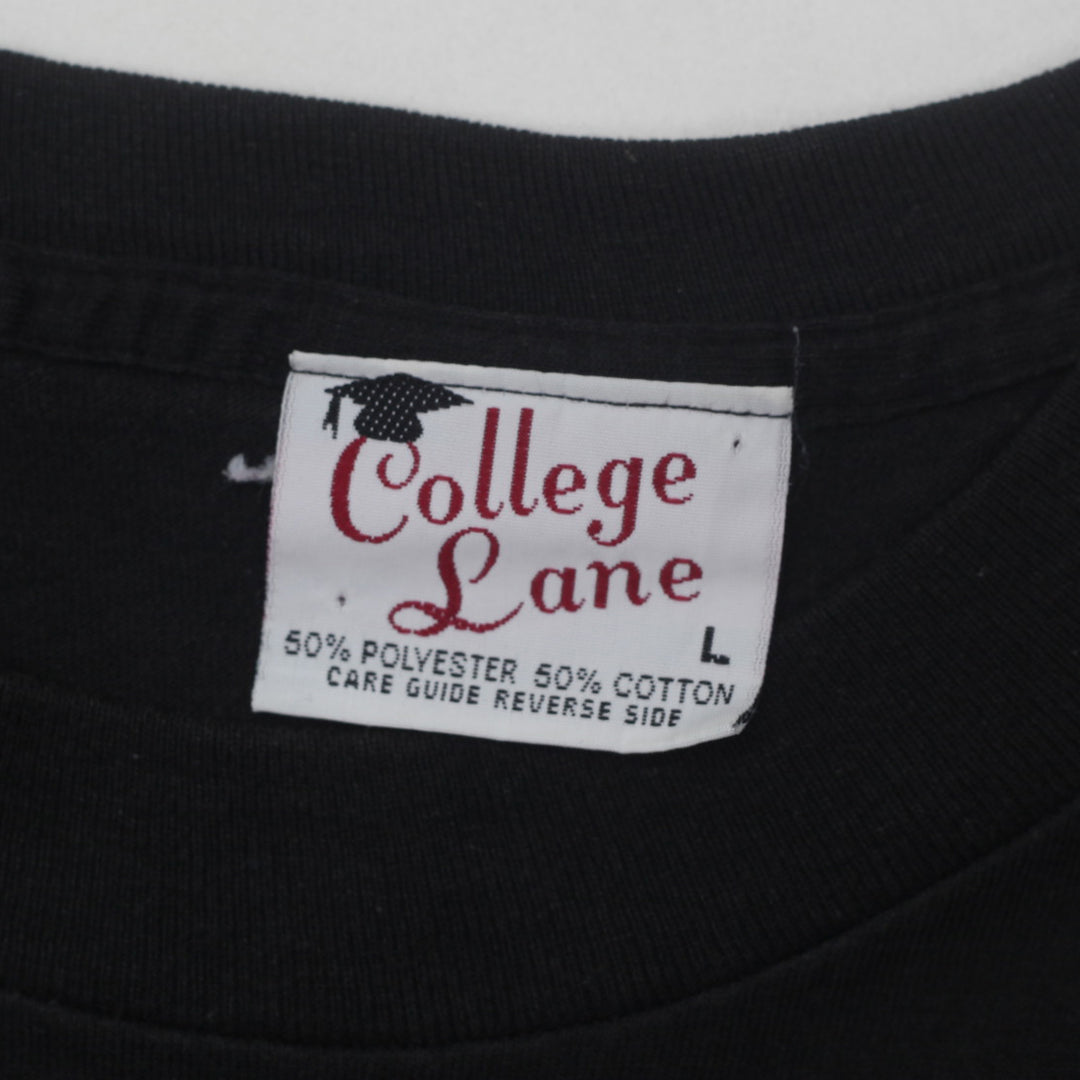 College
Lane
L
50% POLYESTER 50% COTTON
CARE GUIDE REVERSE SIDE